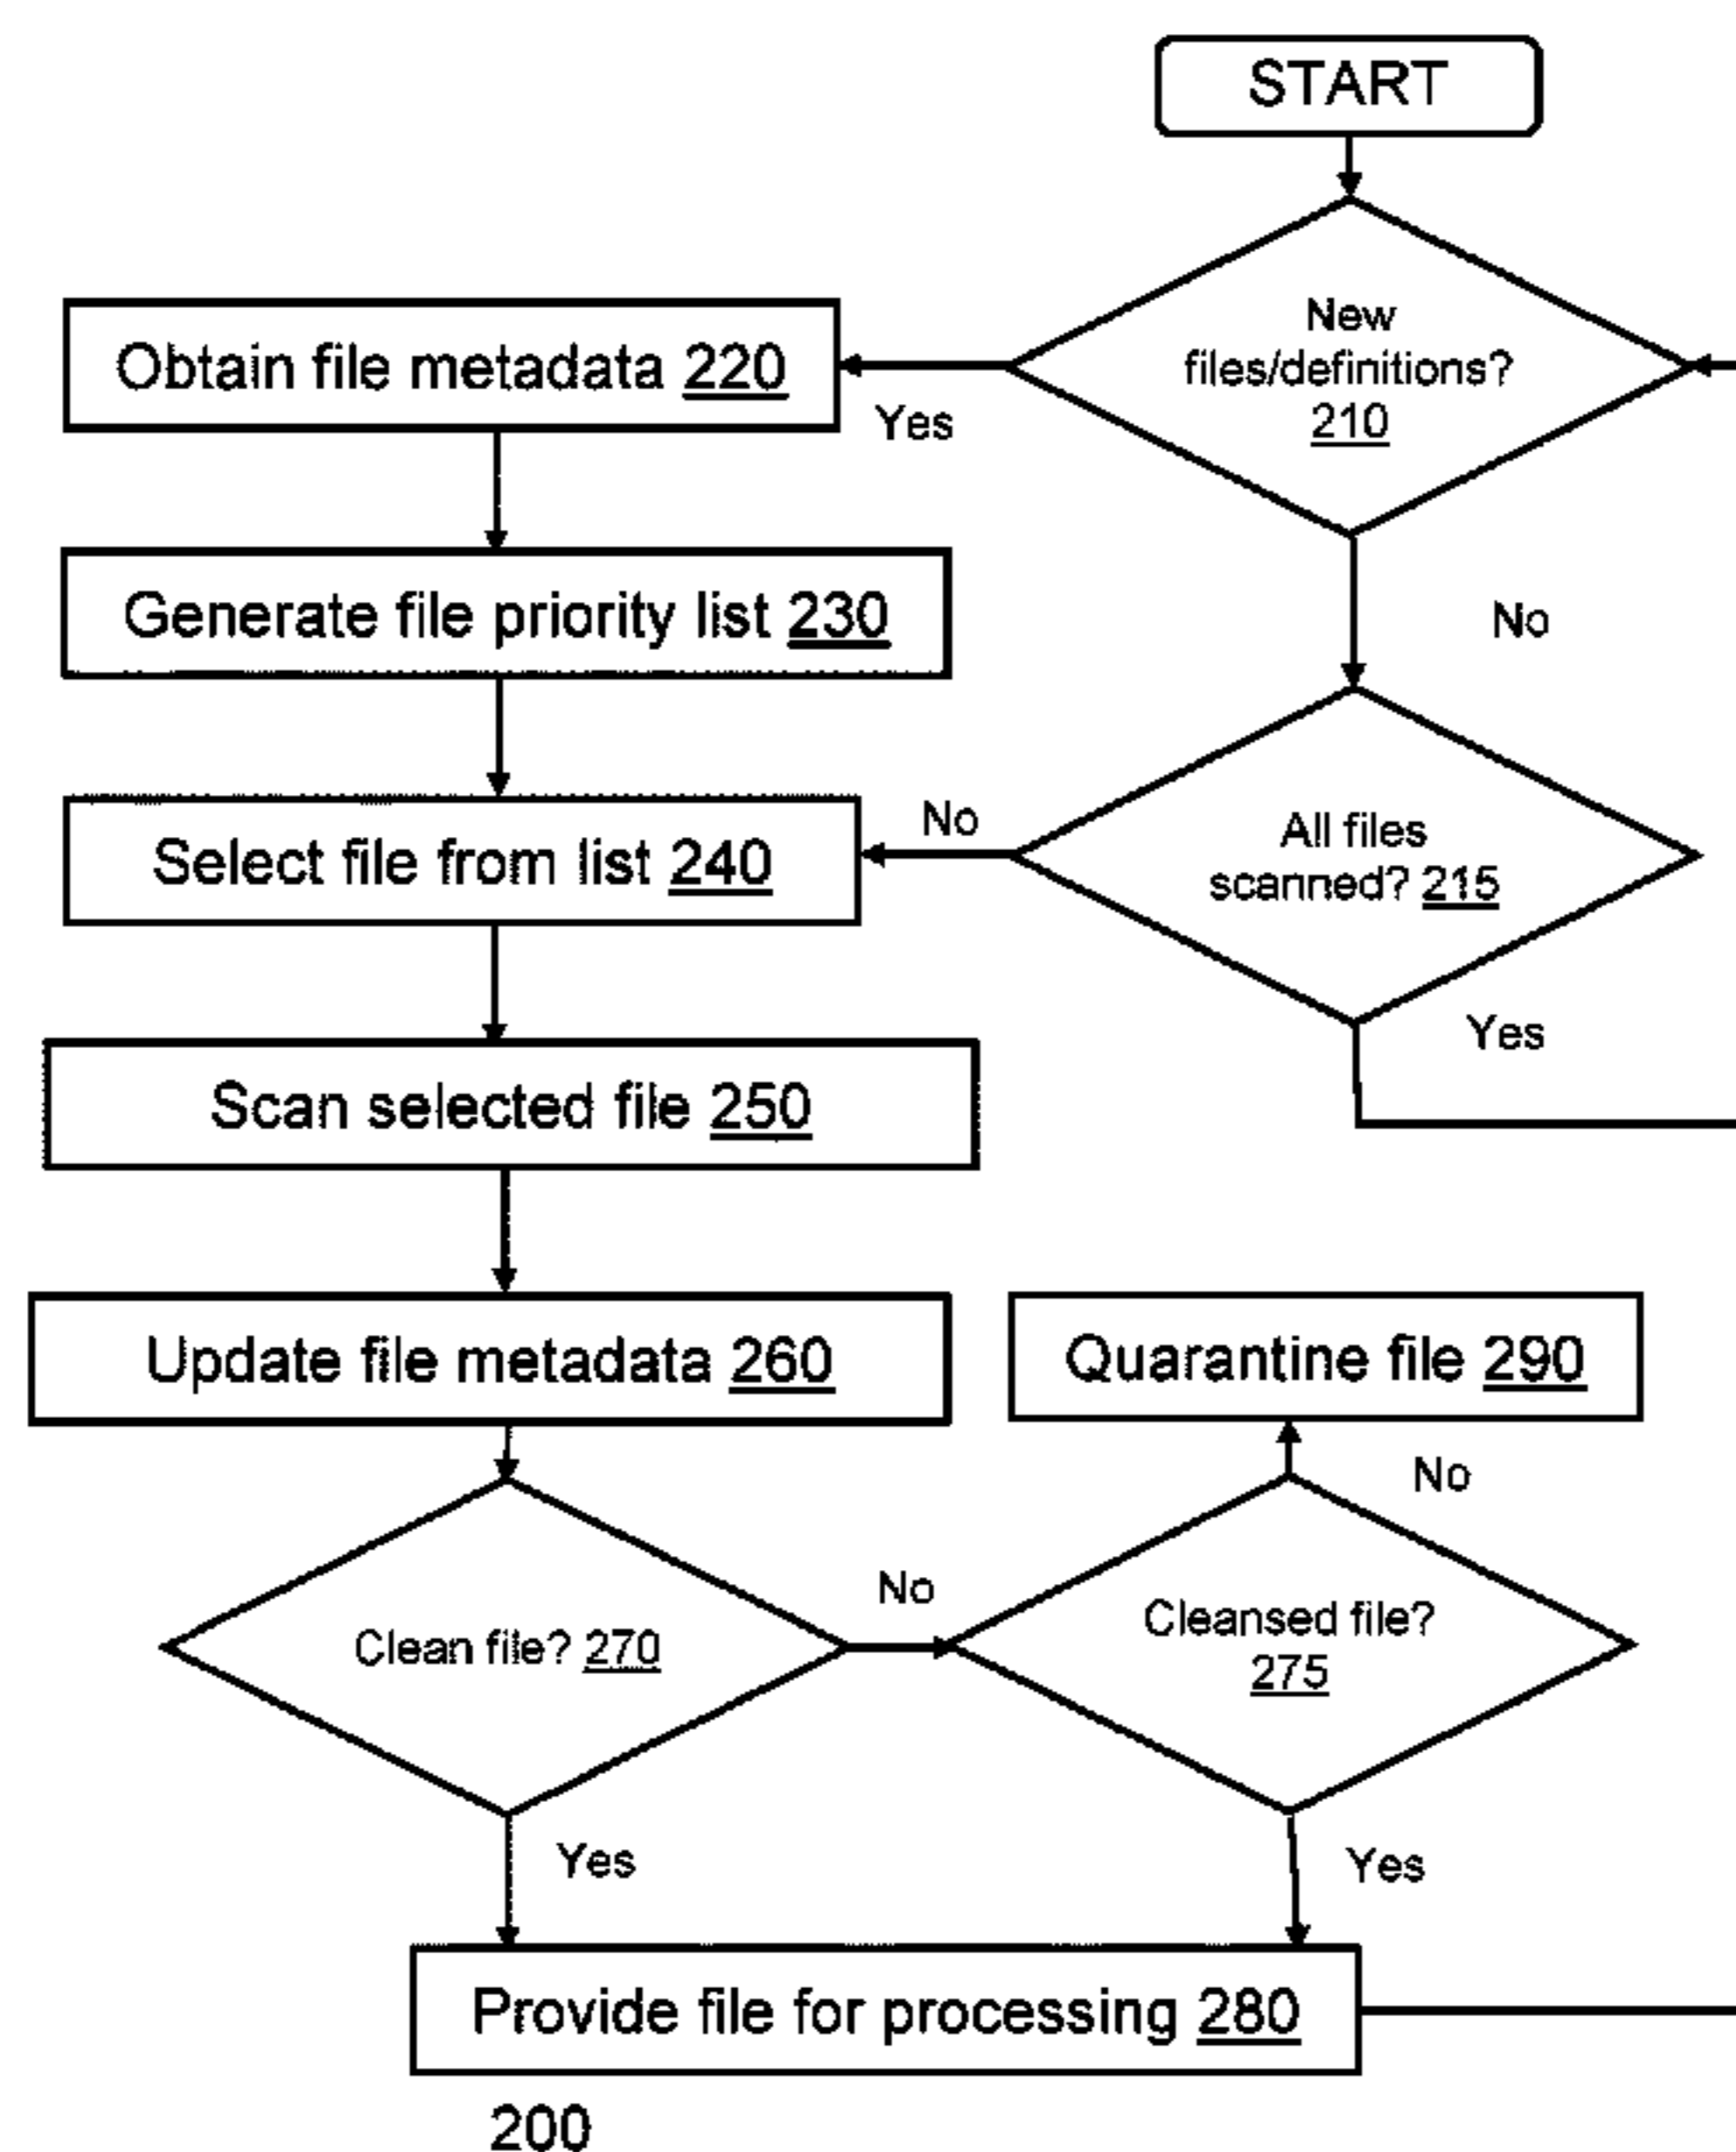 START
New
files/definitions?
210
Obtain file metadata 220
Yes
Generate file priority list 230
No
Select file from list 240
No
All files
scanned? 215
Yes
Scan selected file 250
Update file metadata 260
Quarantine file 290
No
Clean file? 270
No
Cleansed file?
275
Yes
Yes
Provide file for processing 280
200